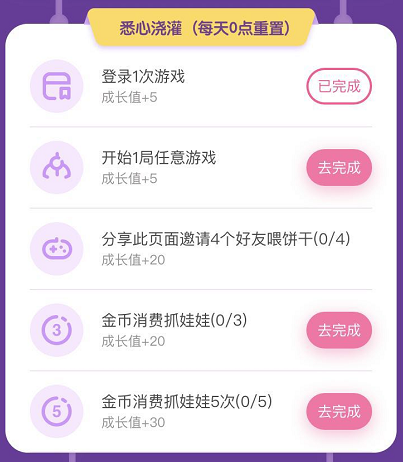 悉心浇灌（每天0点重置）
登录1次游戏
成长值+5
已完成
开始1局任意游戏
成长值+5
去完成
分享此页面邀请4个好友喂饼干(0/4)
成长值+20
3
金币消费抓娃娃(0/3)
成长值+20
去完成
5
金币消费抓娃娃5次(0/5)
成长值+30
去完成